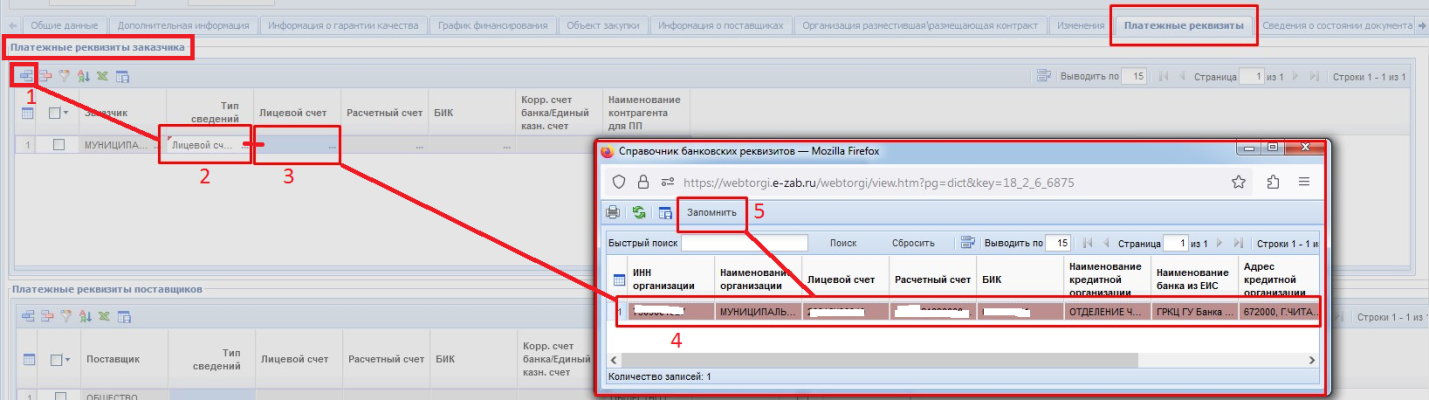 Общие данные Дополнительная информация Информация о гарантии качества График финансирования Объект закупки Информация о поставщиках Организация разместившая\размещающая контракт Изменения Платежные реквизиты Сведения о состоянии документа
Платежные реквизиты заказчика
Выводить по 15 Страница 1 из 1 Строки 1 - 1 из 1
1
Заказчик Тип сведений Лицевой счет Расчетный счет БИК Корр. счет банка/Единый казн. счет Наименование контрагента для ПП
1 МУНИЦИПА... ... Лицевой сч... ... ... ... ...
2 3
Справочник банковских реквизитов — Mozilla Firefox
https://webtorgi.e-zab.ru/webtorgi/view.htm?pg=dict&key=18_2_6_6875
Запомнить 5
Быстрый поиск Поиск Сбросить Выводить по 15 Страница 1 из 1 Строки 1 - 1 и
ИНН организации Наименование организации Лицевой счет Расчетный счет БИК Наименование кредитной организации Наименование банка из ЕИС Адрес кредитной организации
1 МУНИЦИПАЛЬ... ОТДЕЛЕНИЕ Ч... ГРКЦ ГУ Банка ... 672000, Г.ЧИТА...
4
Количество записей: 1
Платежные реквизиты поставщиков
Строки 1 - 1 из
Поставщик Тип сведений Лицевой счет Расчетный счет БИК Корр. счет банка/Единый казн. счет
1 ОБЩЕСТВО